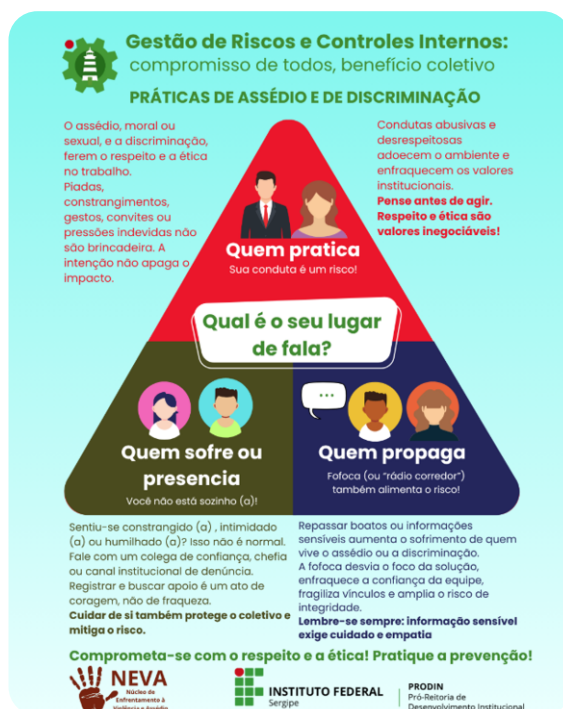 Gestão de Riscos e Controles Internos:
compromisso de todos, benefício coletivo
PRÁTICAS DE ASSÉDIO E DE DISCRIMINAÇÃO
O assédio, moral ou
sexual, e a discriminação,
ferem o respeito e a ética
no trabalho.
Piadas,
constrangimentos,
gestos, convites ou
pressões indevidas não
são brincadeira. A
intenção não apaga o
impacto.
Condutas abusivas e
desrespeitosas
adoecem o ambiente e
enfraquecem os valores
institucionais.
Pense antes de agir.
Respeito e ética são
valores inegociáveis!
Quem pratica
Sua conduta é um risco!
Qual é o seu lugar
de fala?
Quem sofre ou
presencia
Você não está sozinho (a)!
Quem propaga
Fofoca (ou “rádio corredor”)
também alimenta o risco!
Sentiu-se constrangido (a) , intimidado
(a) ou humilhado (a)? Isso não é normal.
Fale com um colega de confiança, chefia
ou canal institucional de denúncia.
Registrar e buscar apoio é um ato de
coragem, não de fraqueza.
Cuidar de si também protege o coletivo e
mitiga o risco.
Repassar boatos ou informações
sensíveis aumenta o sofrimento de quem
vive o assédio ou a discriminação.
A fofoca desvia o foco da solução,
enfraquece a confiança da equipe,
fragiliza vínculos e amplia o risco de
integridade.
Lembre-se sempre: informação sensível
exige cuidado e empatia
Comprometa-se com o respeito e a ética! Pratique a prevenção!
NEVA
Núcleo de
Enfrentamento à
Violência e Assédio
INSTITUTO FEDERAL
Sergipe
PRODIN
Pró-Reitoria de
Desenvolvimento Institucional